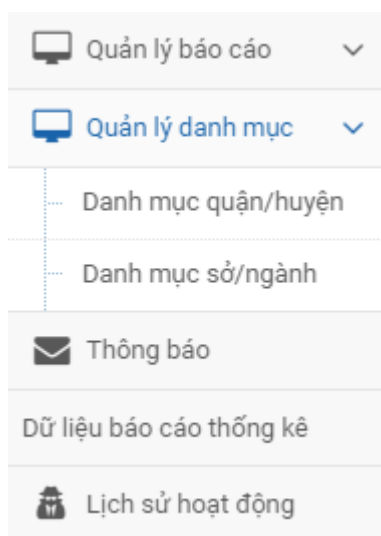 Quản lý báo cáo
Quản lý danh mục
Danh mục quận/huyện
Danh mục sở/ngành
Thông báo
Dữ liệu báo cáo thống kê
Lịch sử hoạt động